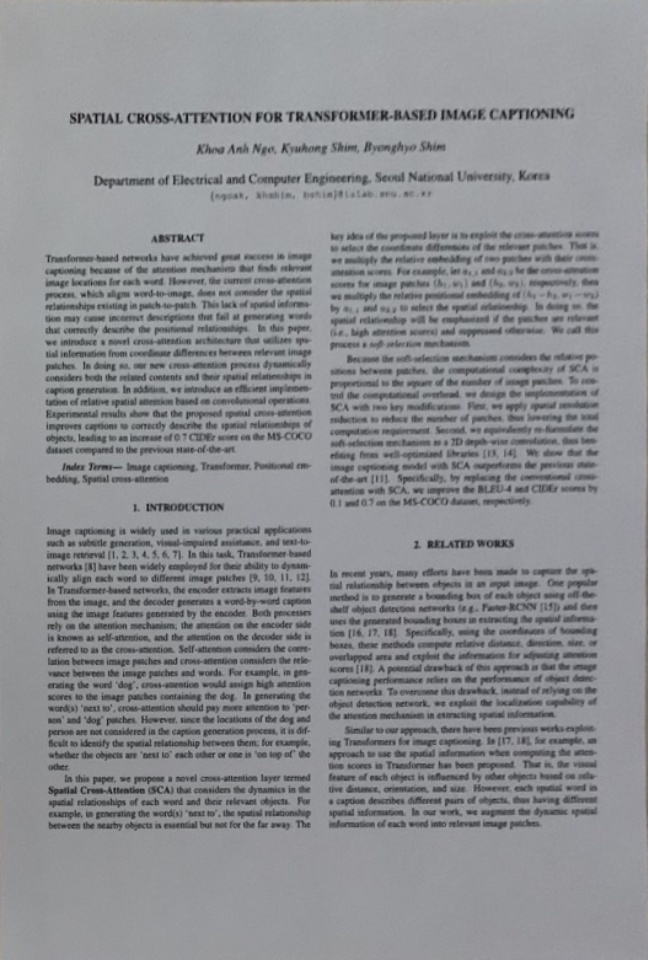 SPATIAL CROSS-ATTENTION FOR TRANSFORMER-BASED IMAGE CAPTIONING
Khoa Anh Ngo, Kyuhong Shim, Byonghyo Shim
Department of Electrical and Computer Engineering, Seoul National University, Korea
ABSTRACT
Transformer-based networks have achieved great success in image
captioning because of the attention mechanism that finds relevant
image locations for each word. However, the current cross-attention
process, which aligns word-to-image, does not consider the spatial
relationships existing in patch-to-patch. This lack of spatial informa-
tion may cause incorrect descriptions that fail at generating words
that correctly describe the positional relationships. In this paper,
we introduce a novel cross-attention architecture that utilizes spa-
tial information from coordinate differences between relevant image
patches. In doing so, our new cross-attention process dynamically
considers both the related contents and their spatial relationships in
caption generation. In addition, we introduce an efficient implemen-
tation of relative spatial attention based on convolutional operations.
Experimental results show that the proposed spatial cross-attention
improves captions to correctly describe the spatial relationships of
objects, leading to an increase of 0.7 CIDEr score on the MS-COCO
dataset compared to the previous state-of-the-art.
Index Terms— Image captioning, Transformer, Positional em-
bedding, Spatial cross-attention
1. INTRODUCTION
Image captioning is widely used in various practical applications
such as subtitle generation, visual-impaired assistance, and text-to-
image retrieval [1, 2, 3, 4, 5, 6, 7]. In this task, Transformer-based
networks [8] have been widely employed for their ability to dynam-
ically align each word to different image patches [9, 10, 11, 12].
In Transformer-based networks, the encoder extracts image features
from the image, and the decoder generates a word-by-word caption
using the image features generated by the encoder. Both processes
rely on the attention mechanism; the attention on the encoder side
is known as self-attention, and the attention on the decoder side is
referred to as the cross-attention. Self-attention considers the corre-
lation between image patches and cross-attention considers the rele-
vance between the image patches and words. For example, in gen-
erating the word 'dog', cross-attention would assign high attention
scores to the image patches containing the dog. In generating the
word(s) 'next to', cross-attention should pay more attention to 'per-
son' and 'dog' patches. However, since the locations of the dog and
person are not considered in the caption generation process, it is dif-
ficult to identify the spatial relationship between them; for example,
whether the objects are 'next to' each other or one is 'on top of' the
other.
In this paper, we propose a novel cross-attention layer termed
Spatial Cross-Attention (SCA) that considers the dynamics in the
spatial relationships of each word and their relevant objects. For
example, in generating the word(s) 'next to', the spatial relationship
between the nearby objects is essential but not for the far away. The
key idea of the proposed layer is to exploit the cross-attention scores
to select the coordinate differences of the relevant patches. That is,
we multiply the relative embedding of two patches with their cross-
attention scores. For example, let and be the cross-attention
scores for image patches and respectively, then
we multiply the relative positional embedding of
by and to select the spatial relationship. In doing so, the
spatial relationship will be emphasized if the patches are relevant
(i.e., high attention scores) and suppressed otherwise. We call this
process a soft-selection mechanism.
Because the soft-selection mechanism considers the relative po-
sitions between patches, the computational complexity of SCA is
proportional to the square of the number of image patches. To con-
trol the computational overhead, we design the implementation of
SCA with two key modifications. First, we apply spatial resolution
reduction to reduce the number of patches, thus lowering the total
computation requirement. Second, we equivalently re-formulate the
soft-selection mechanism as a 2D depth-wise convolution, thus ben-
efiting from well-optimized libraries [13, 14]. We show that the
image captioning model with SCA outperforms the previous state-
of-the-art [11]. Specifically, by replacing the conventional cross-
attention with SCA, we improve the BLEU-4 and CIDEr scores by
0.1 and 0.7 on the MS-COCO dataset, respectively.
2. RELATED WORKS
In recent years, many efforts have been made to capture the spa-
tial relationship between objects in an input image. One popular
method is to generate a bounding box of each object using off-the-
shelf object detection networks (e.g., Faster-RCNN [15]) and then
uses the generated bounding boxes in extracting the spatial informa-
tion [16, 17, 18]. Specifically, using the coordinates of bounding
boxes, these methods compute relative distance, direction, size, or
overlapped area and exploit the information for adjusting attention
scores [18]. A potential drawback of this approach is that the image
captioning performance relies on the performance of object detec-
tion networks. To overcome this drawback, instead of relying on the
object detection network, we exploit the localization capability of
the attention mechanism in extracting spatial information.
Similar to our approach, there have been previous works exploit-
ing Transformers for image captioning. In [17, 18], for example, an
approach to use the spatial information when computing the atten-
tion scores in Transformer has been proposed. That is, the visual
feature of each object is influenced by other objects based on rela-
tive distance, orientation, and size. However, each spatial word in
a caption describes different pairs of objects, thus having different
spatial information. In our work, we augment the dynamic spatial
information of each word into relevant image patches.